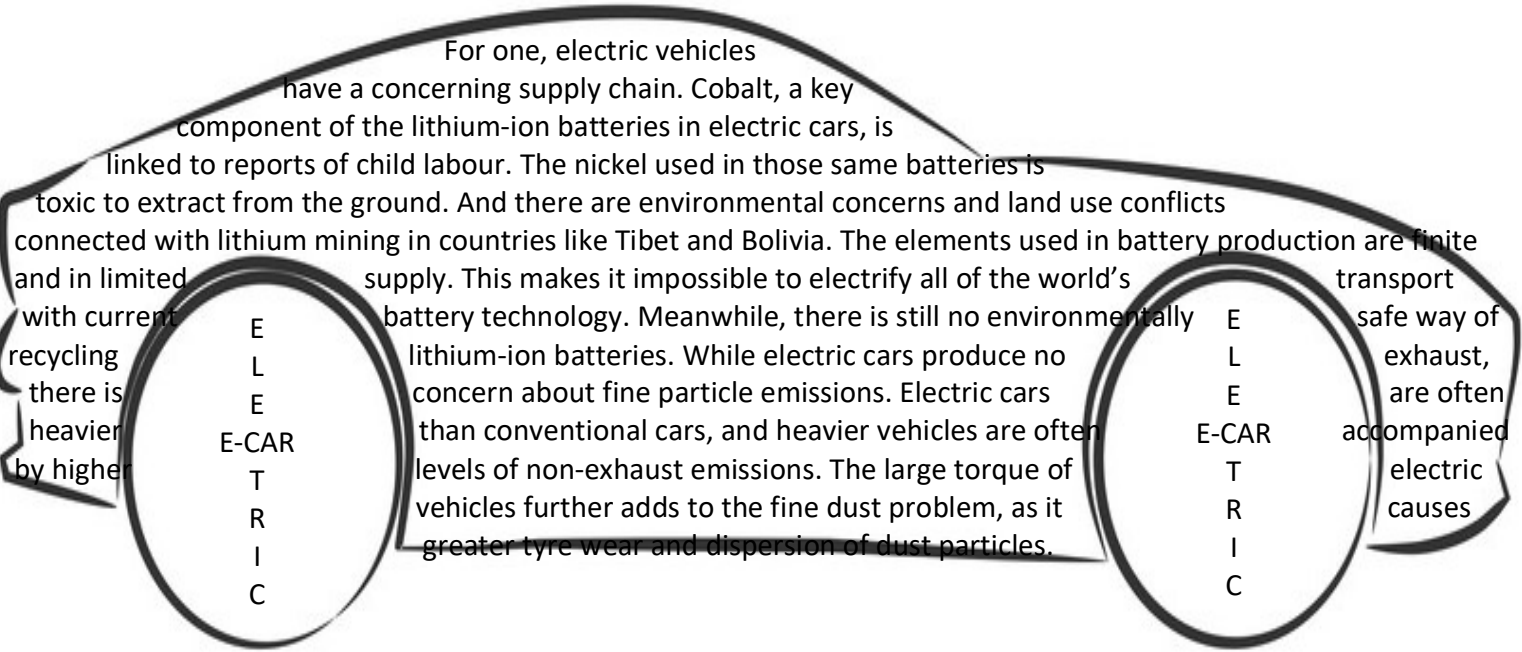 For one, electric vehicles
have a concerning supply chain. Cobalt, a key
component of the lithium-ion batteries in electric cars, is
linked to reports of child labour. The nickel used in those same batteries is
toxic to extract from the ground. And there are environmental concerns and land use conflicts
connected with lithium mining in countries like Tibet and Bolivia. The elements used in battery production are finite
and in limited supply. This makes it impossible to electrify all of the world’s transport
with current battery technology. Meanwhile, there is still no environmentally safe way of
recycling lithium-ion batteries. While electric cars produce no exhaust,
there is concern about fine particle emissions. Electric cars are often
heavier than conventional cars, and heavier vehicles are often accompanied
by higher levels of non-exhaust emissions. The large torque of electric
vehicles further adds to the fine dust problem, as it causes
greater tyre wear and dispersion of dust particles.
E
L
E
E-CAR
T
R
I
C
E
L
E
E-CAR
T
R
I
C